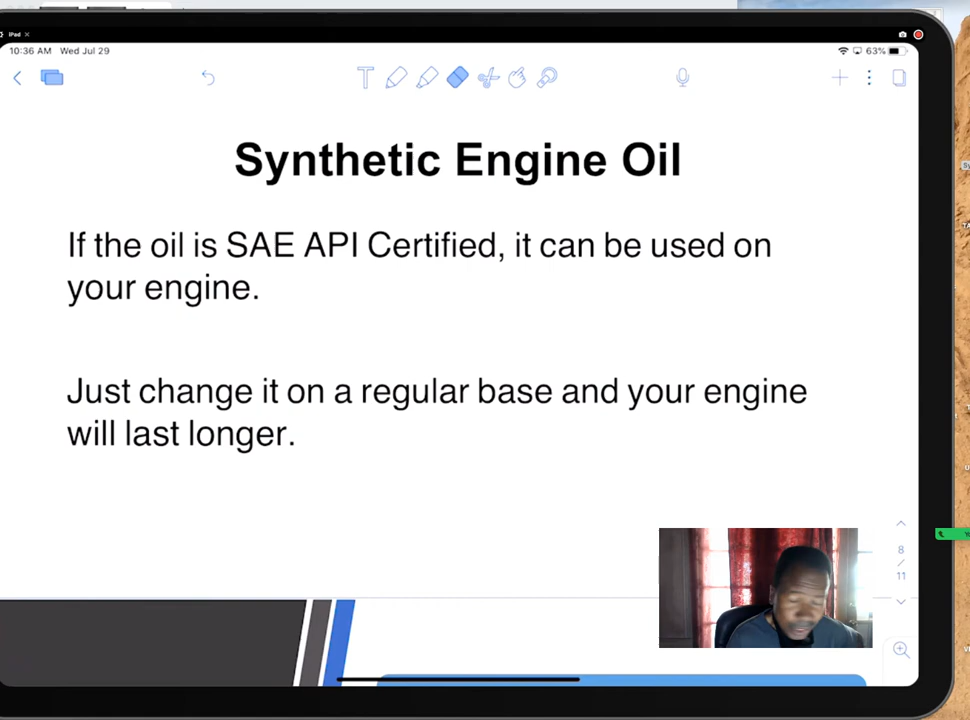 iPad
10:36 AM Wed Jul 29
63%
Synthetic Engine Oil
If the oil is SAE API Certified, it can be used on
your engine.
Just change it on a regular base and your engine
will last longer.
8
/
11